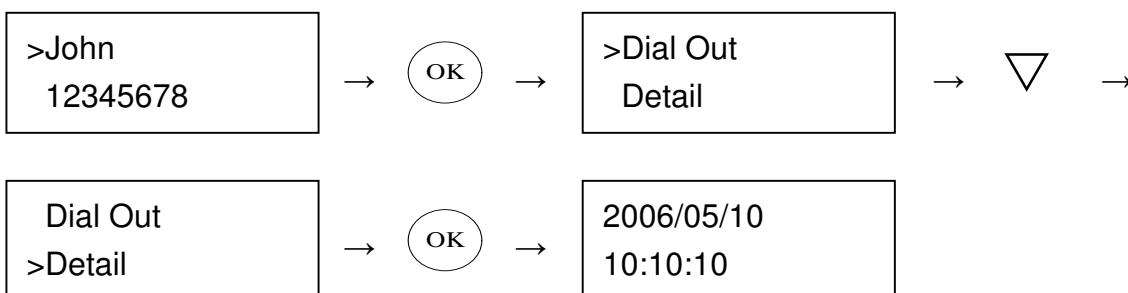 >John
12345678
→ OK →
>Dial Out
Detail
→ ▽ →
Dial Out
>Detail
→ OK →
2006/05/10
10:10:10